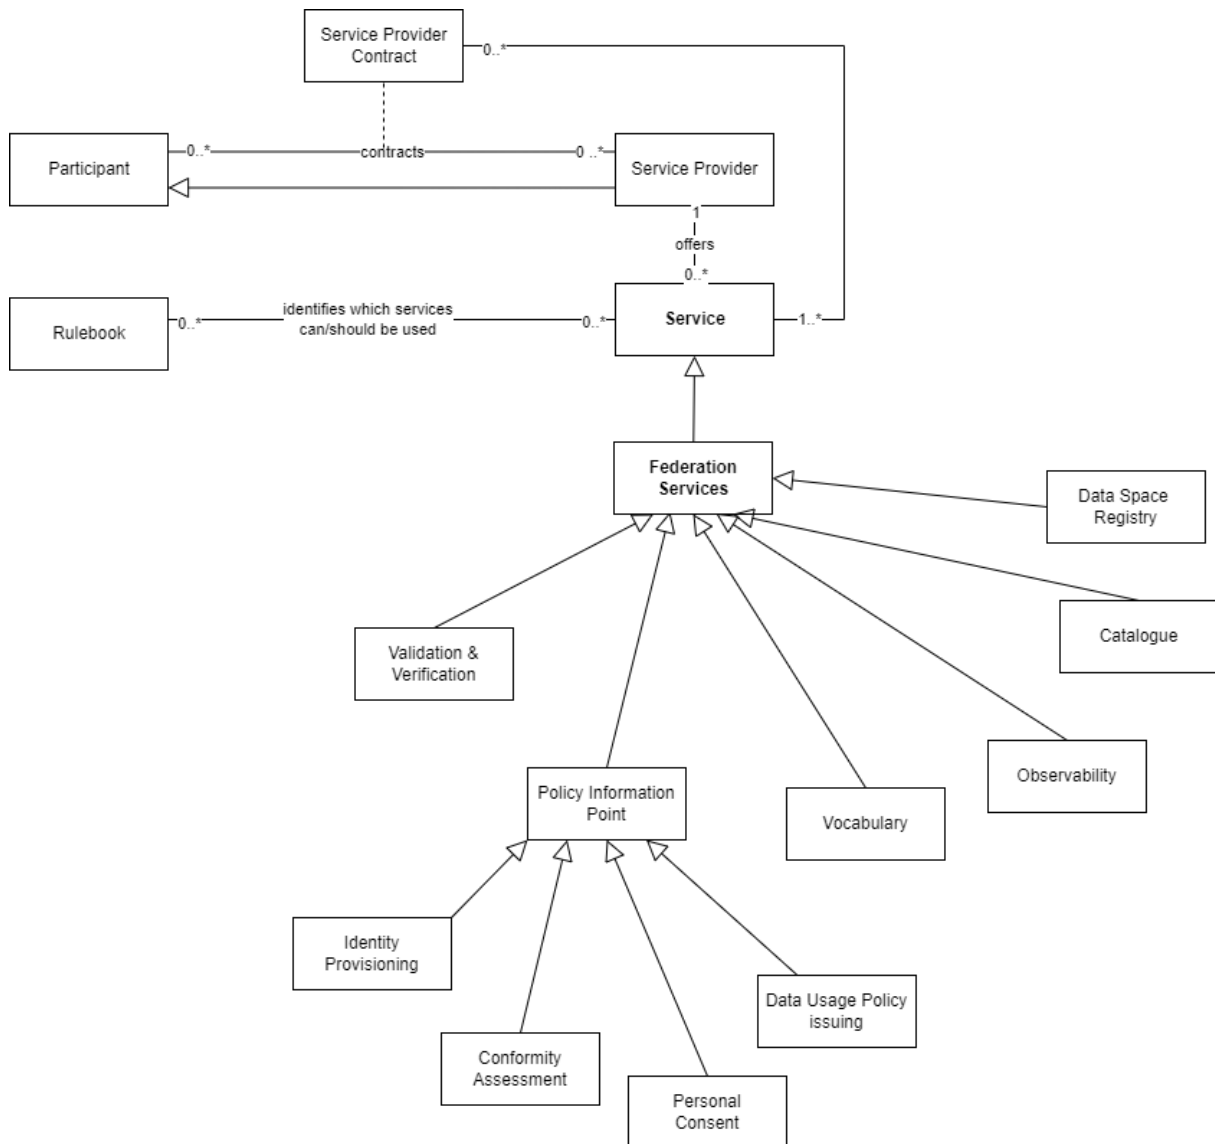 Service Provider
Contract
0..*
Participant
0..*
contracts
0 ..*
Service Provider
1
offers
0..*
Rulebook
0..*
identifies which services
can/should be used
0..*
Service
1..*
Federation
Services
Data Space
Registry
Catalogue
Validation &
Verification
Observability
Policy Information
Point
Vocabulary
Identity
Provisioning
Data Usage Policy
issuing
Conformity
Assessment
Personal
Consent